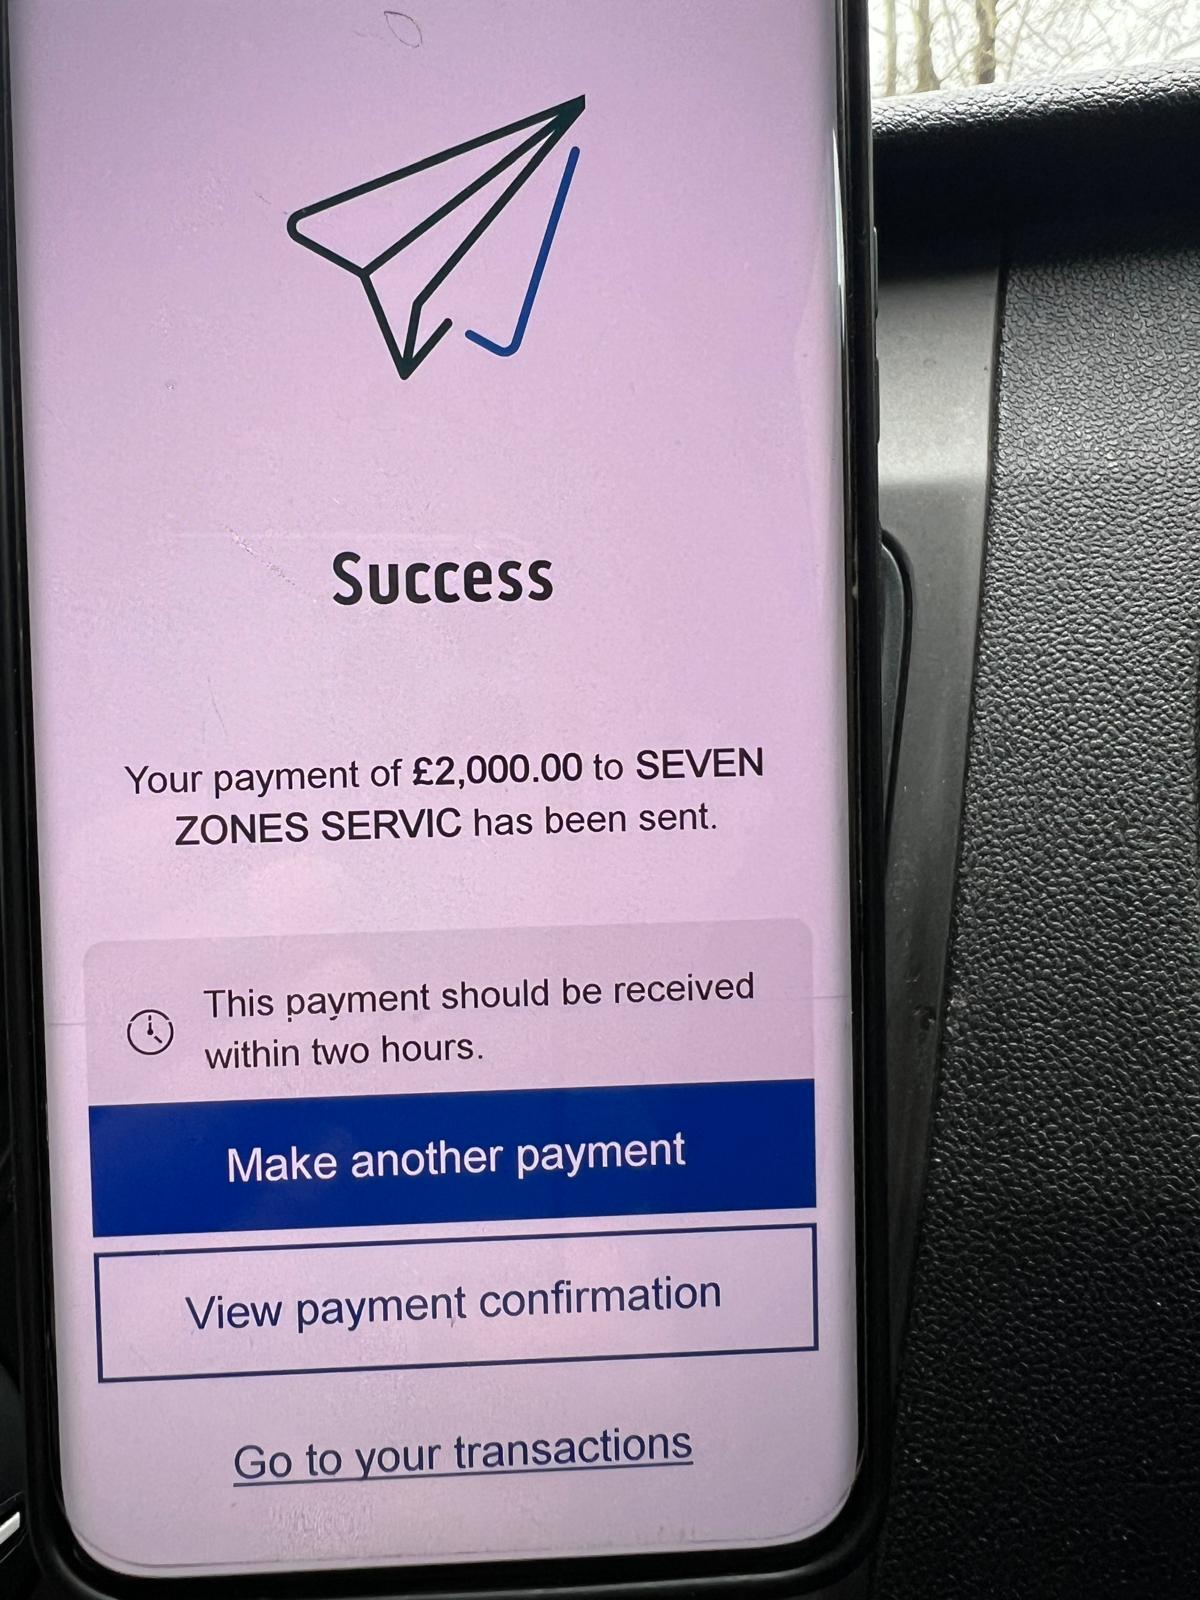 Success
Your payment of £2,000.00 to SEVEN
ZONES SERVIC has been sent.
This payment should be received
within two hours.
Make another payment
View payment confirmation
Go to your transactions